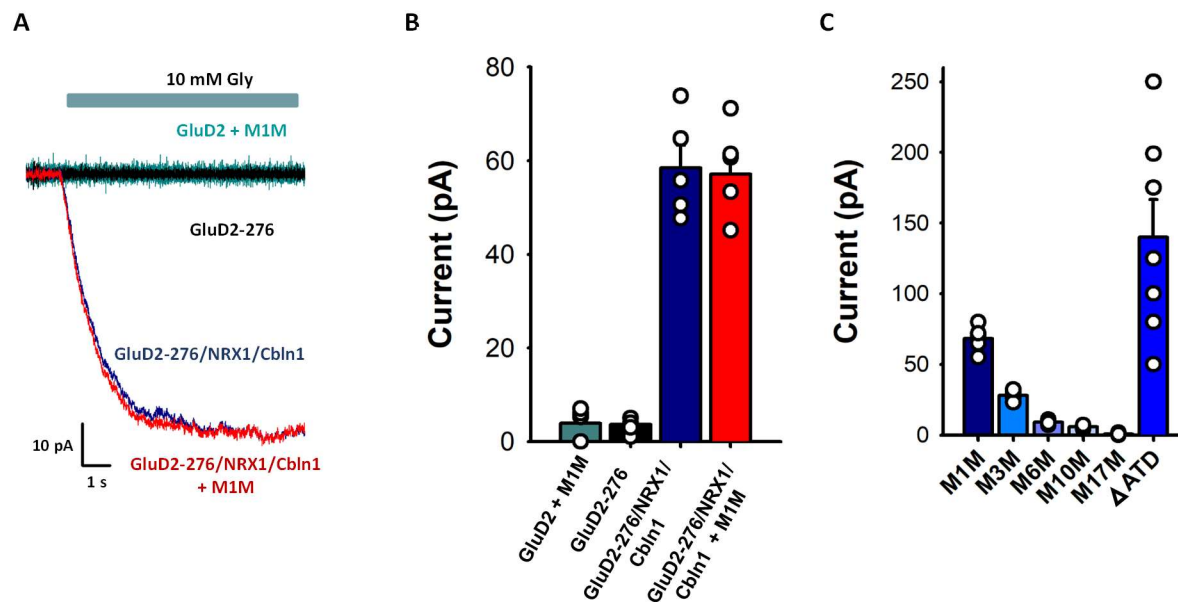 A
10 mM Gly
GluD2 + M1M
GluD2-276
GluD2-276/NRX1/Cbln1
10 pA
1 s
GluD2-276/NRX1/Cbln1
+ M1M
B
Current (pA)
80
60
40
20
0
GluD2 + M1M
GluD2-276
GluD2-276/NRX1/
Cbln1
GluD2-276/NRX1/
Cbln1 + M1M
C
Current (pA)
250
200
150
100
50
0
M1M
M3M
M6M
M10M
M17M
Δ ATD